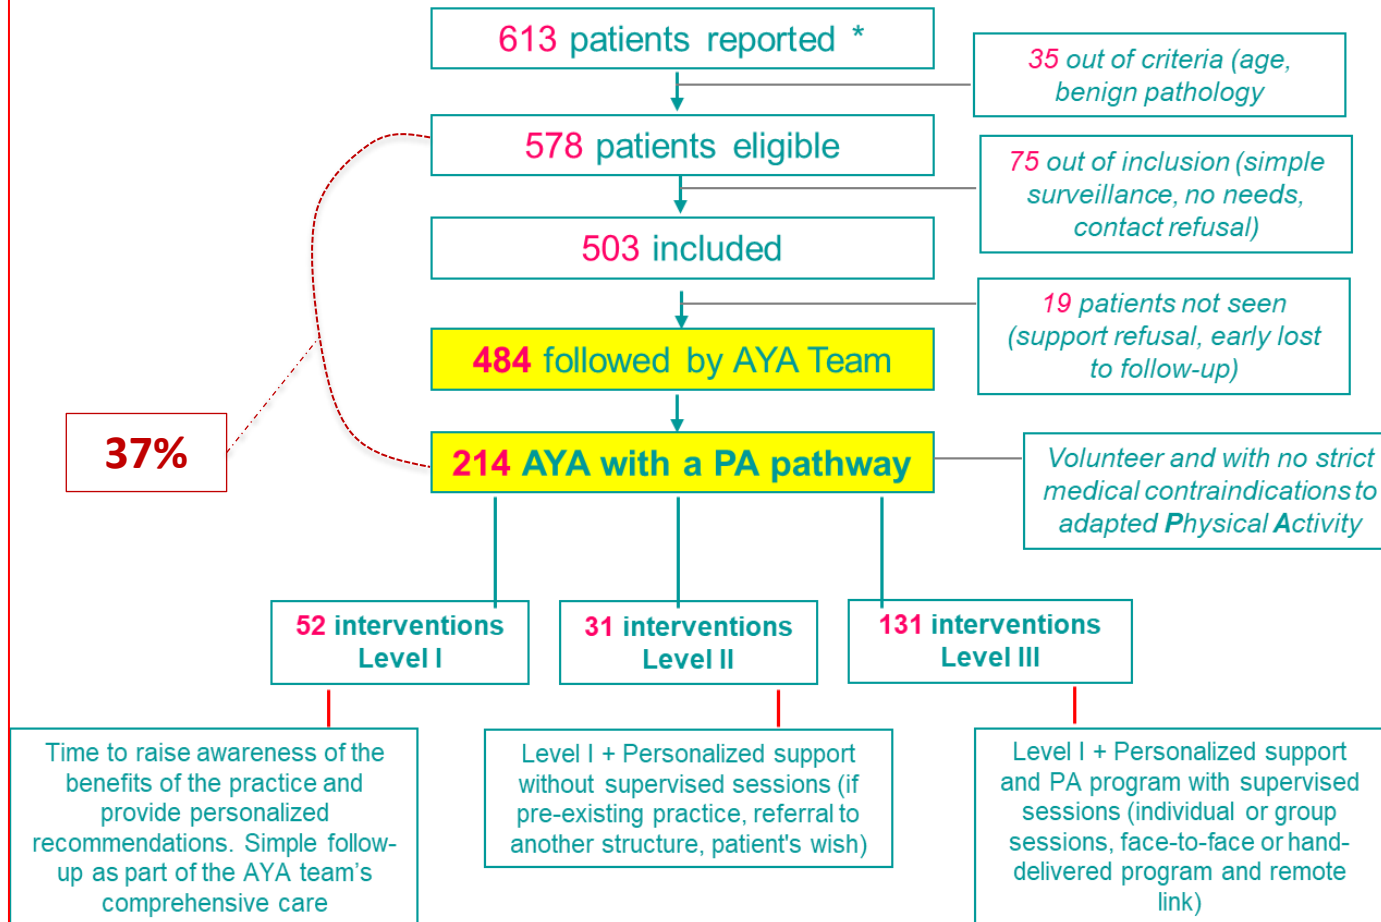 613 patients reported *
35 out of criteria (age,
benign pathology
578 patients eligible
75 out of inclusion (simple
surveillance, no needs,
contact refusal)
503 included
19 patients not seen
(support refusal, early lost
to follow-up)
484 followed by AYA Team
37%
214 AYA with a PA pathway
Volunteer and with no strict
medical contraindications to
adapted Physical Activity
52 interventions
Level I
31 interventions
Level II
131 interventions
Level III
Time to raise awareness of the
benefits of the practice and
provide personalized
recommendations. Simple follow-
up as part of the AYA team's
comprehensive care
Level I + Personalized support
without supervised sessions (if
pre-existing practice, referral to
another structure, patient's wish)
Level I + Personalized support
and PA program with supervised
sessions (individual or group
sessions, face-to-face or hand-
delivered program and remote
link)